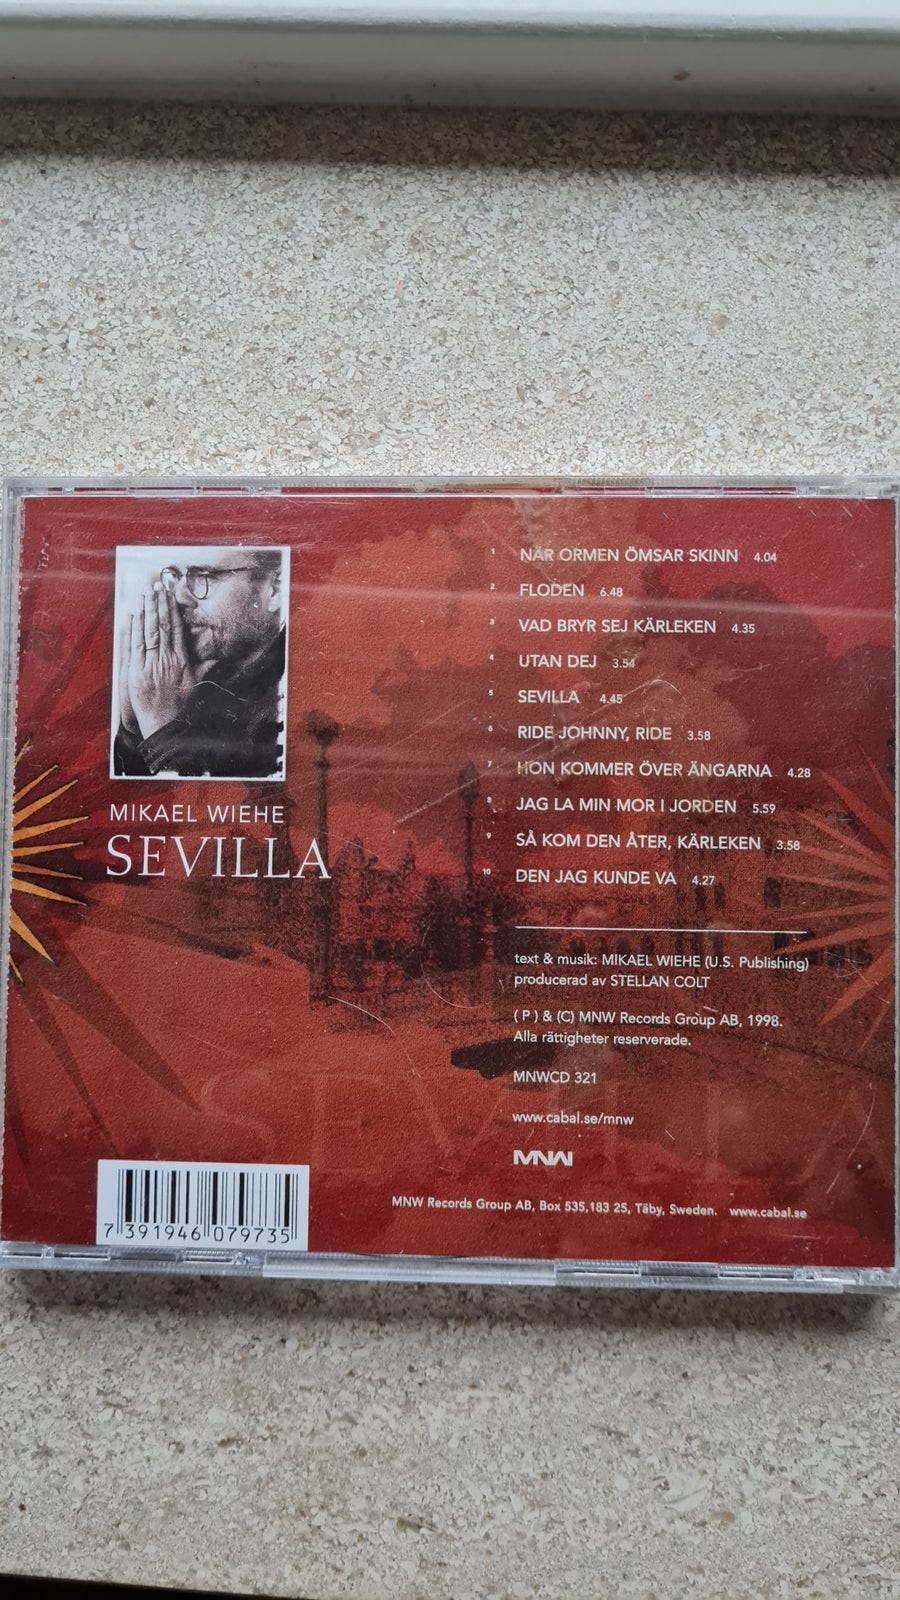 1 NÄR ORMEN ÖMSAR SKINN 4.04
2 FLODEN 6.48
3 VAD BRYR SEJ KÄRLEKEN 4.35
4 UTAN DEJ 3.54
5 SEVILLA 4.45
6 RIDE JOHNNY, RIDE 3.58
7 HON KOMMER ÖVER ÄNGARNA 4.28
8 JAG LA MIN MOR I JORDEN 5.59
9 SÅ KOM DEN ÅTER, KÄRLEKEN 3.58
10 DEN JAG KUNDE VA 4.27
MIKAEL WIEHE
SEVILLA
text & musik: MIKAEL WIEHE (U.S. Publishing)
producerad av STELLAN COLT
( P ) & (C) MNW Records Group AB, 1998.
Alla rättigheter reserverade.
MNWCD 321
www.cabal.se/mnw
MNW
MNW Records Group AB, Box 535,183 25, Täby, Sweden. www.cabal.se
7 391946 079735
SEVILLA